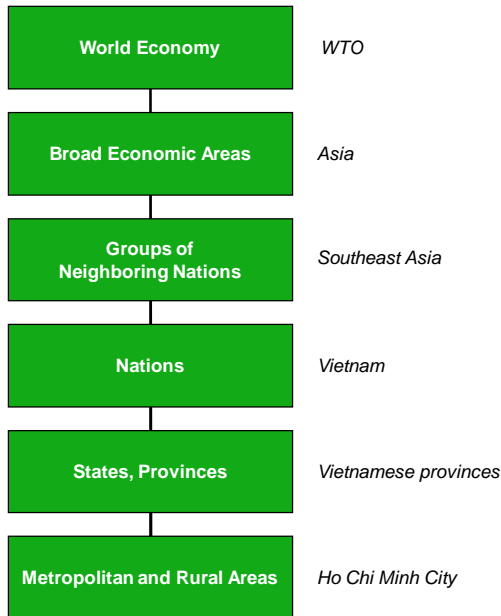 World Economy
WTO
Broad Economic Areas
Asia
Groups of
Neighboring Nations
Southeast Asia
Nations
Vietnam
States, Provinces
Vietnamese provinces
Metropolitan and Rural Areas
Ho Chi Minh City